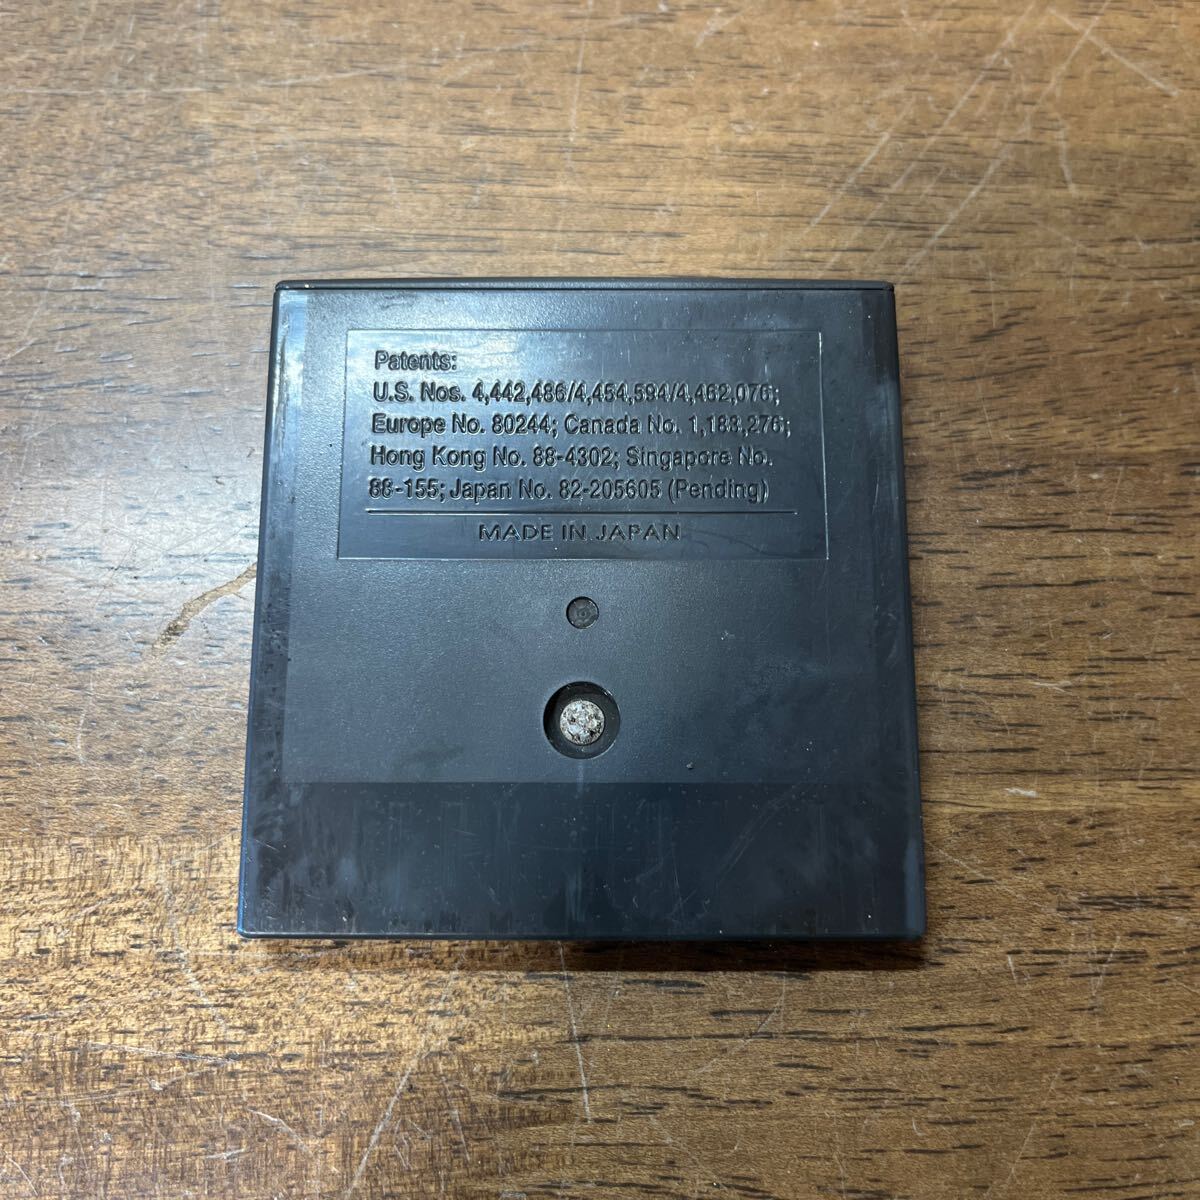 Patents:
U.S. Nos. 4,442,486/4,454,594/4,462,076;
Europe No. 80244; Canada No. 1,183,276;
Hong Kong No. 88-4302; Singapore No.
88-155; Japan No. 82-205605 (Pending)
MADE IN JAPAN